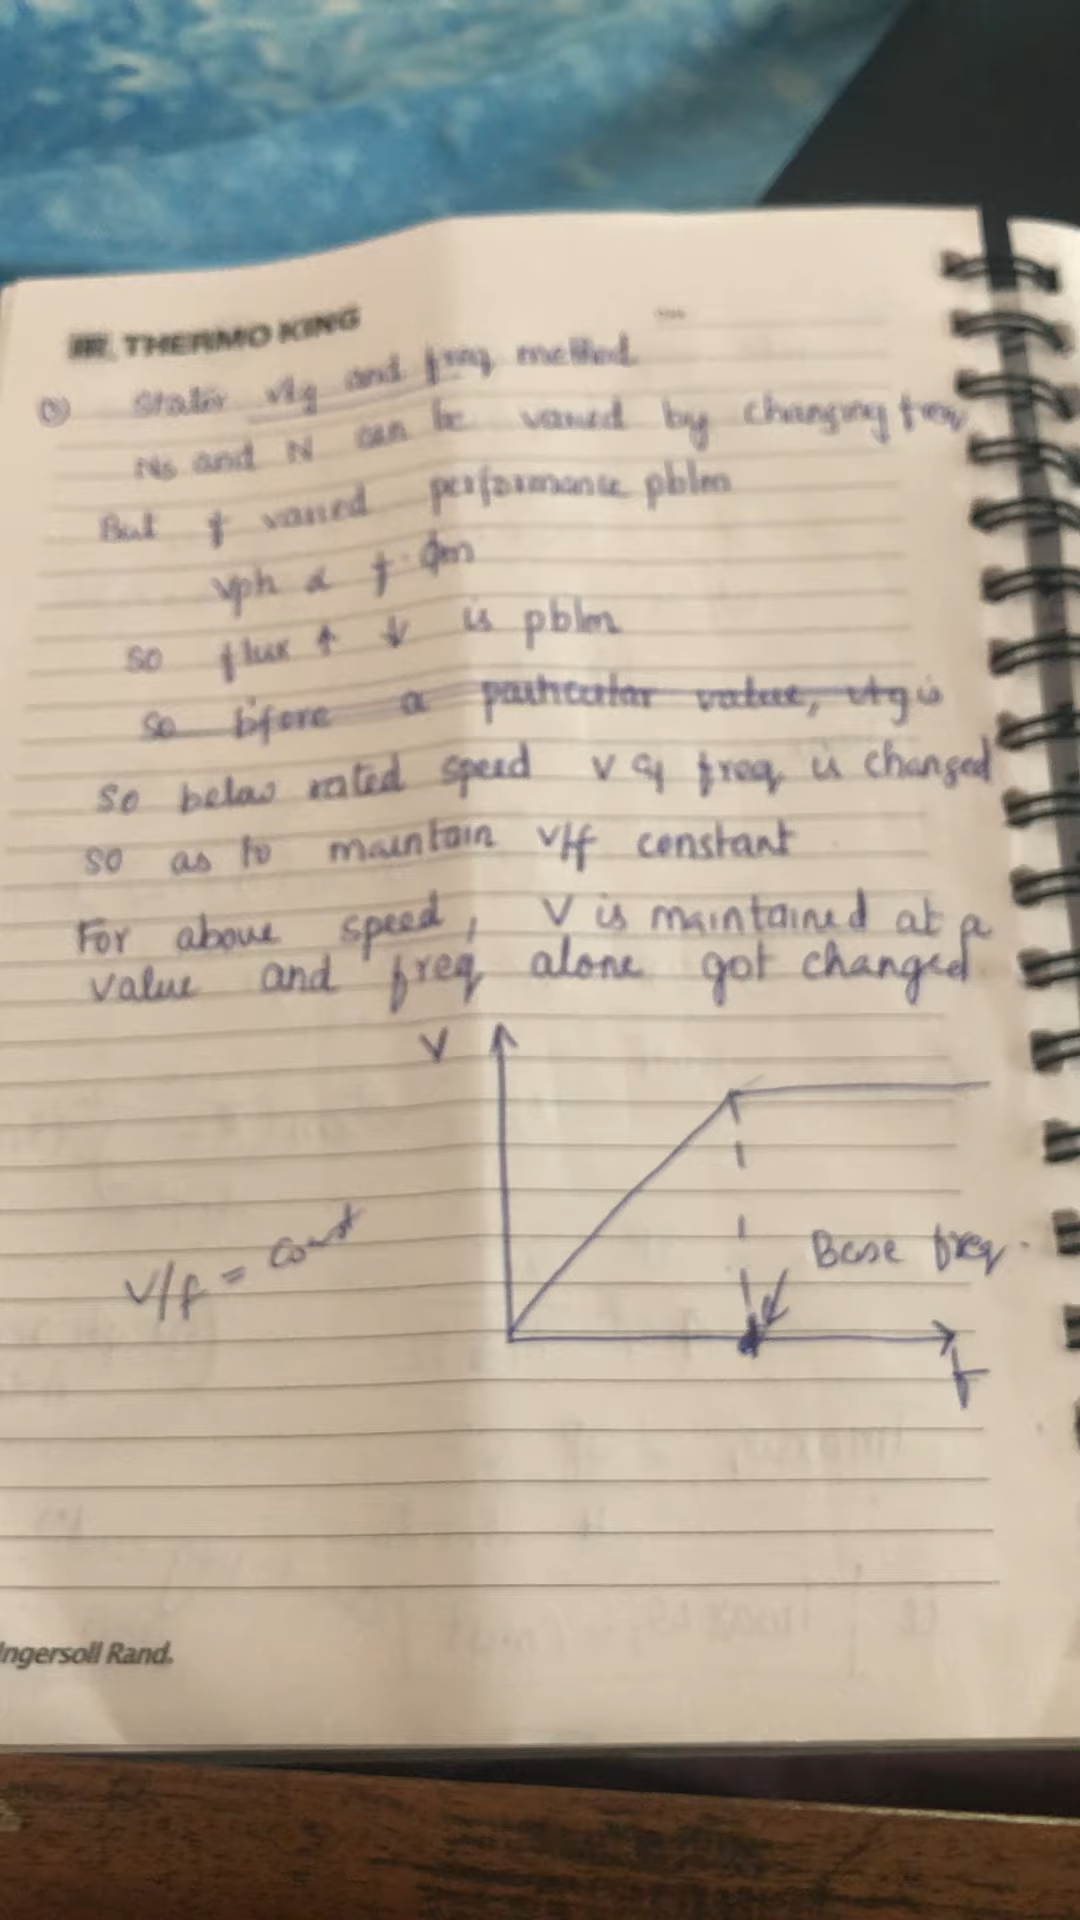 THERMO KING
Stator vtg and freq method
Ns and N can be varied by changing freq
But f varied performance pblm
Vph α f. ϕm
so flux ↑ ↓ is pblm
so bfore a particular value, vtg is
so below rated speed V & freq is changed
so as to maintain V/f constant
For above speed, V is maintained at a
value and freq alone got changed
V
V/f = const
Base freq.
f
Ingersoll Rand.